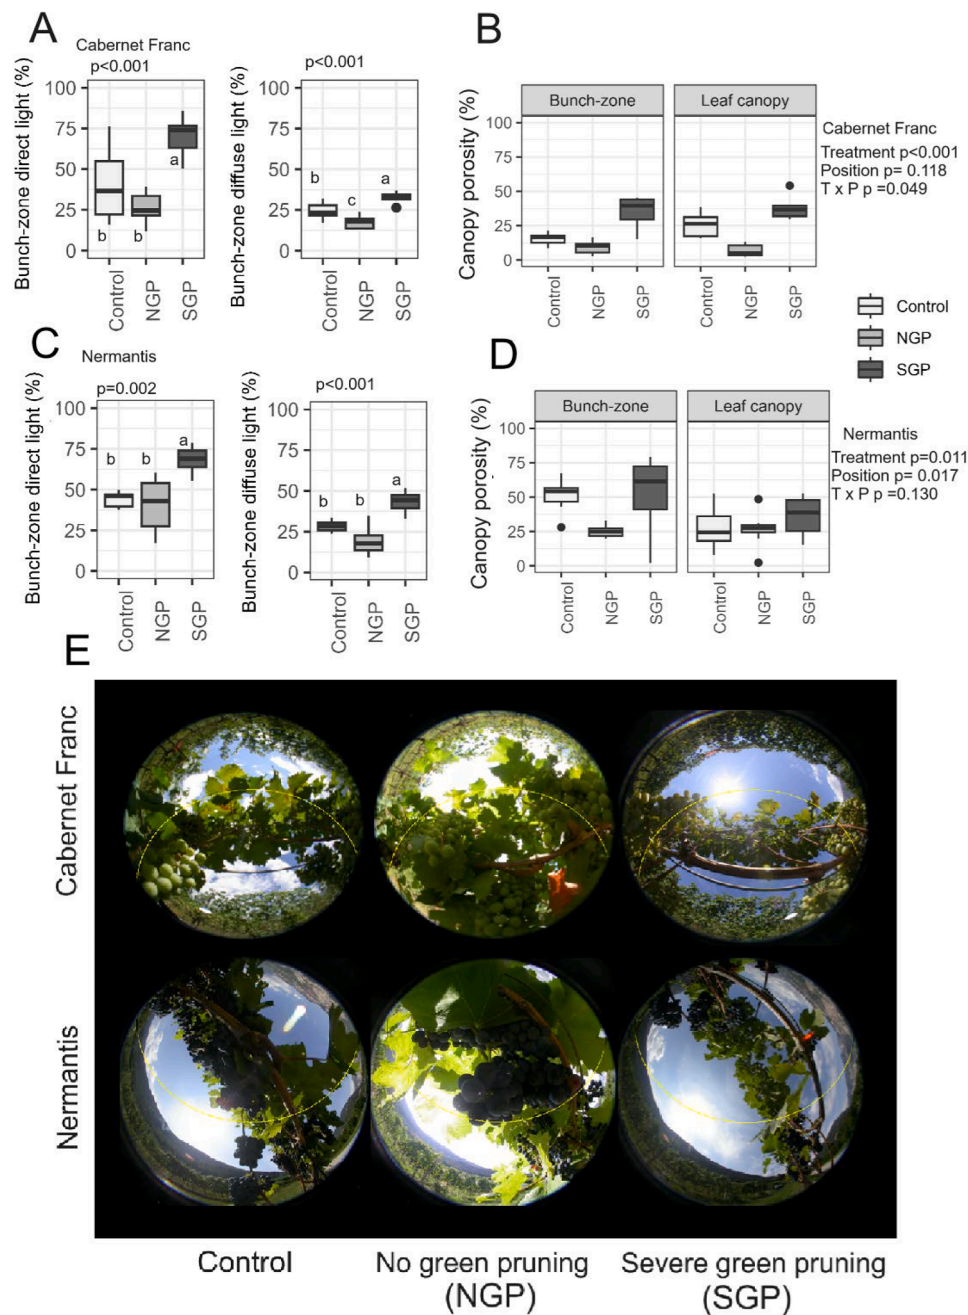 A
Cabernet Franc
p<0.001
Bunch-zone direct light (%)
100
75
50
25
0
b
b
a
Control
NGP
SGP
p<0.001
Bunch-zone diffuse light (%)
100
75
50
25
0
b
c
a
Control
NGP
SGP
B
Canopy porosity (%)
Bunch-zone
Leaf canopy
100
75
50
25
0
Control
NGP
SGP
Control
NGP
SGP
Cabernet Franc
Treatment p<0.001
Position p= 0.118
T x P p =0.049
Control
NGP
SGP
C
Nermantis
p=0.002
Bunch-zone direct light (%)
100
75
50
25
0
b
b
a
Control
NGP
SGP
p<0.001
Bunch-zone diffuse light (%)
100
75
50
25
0
b
b
a
Control
NGP
SGP
D
Canopy porosity (%)
Bunch-zone
Leaf canopy
100
75
50
25
0
Control
NGP
SGP
Control
NGP
SGP
Nermantis
Treatment p=0.011
Position p= 0.017
T x P p =0.130
E
Cabernet Franc
Nermantis
Control
No green pruning
(NGP)
Severe green pruning
(SGP)